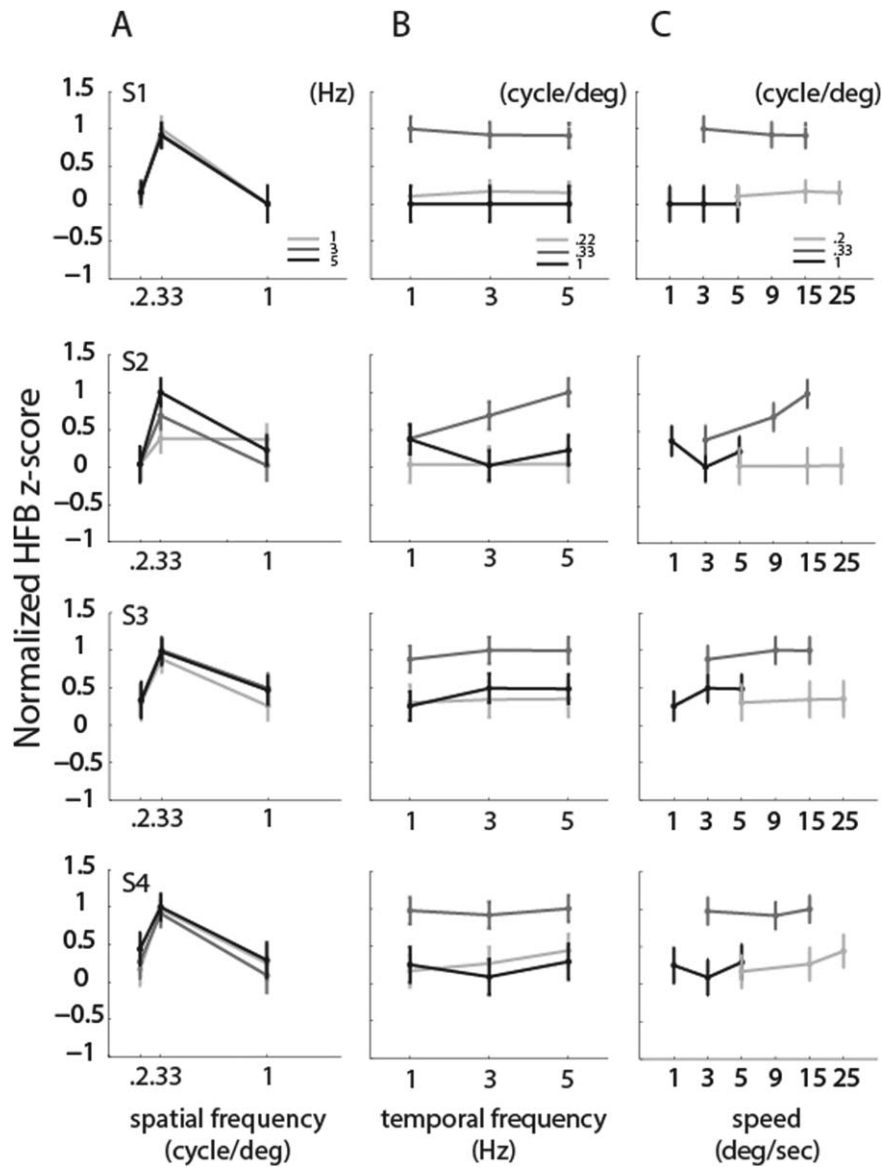 A B C
S1 (Hz) (cycle/deg) (cycle/deg)
1.5
1
0.5
0
−0.5
−1
1
3
5
.22
.33
1
.2
.33
1
.2.33 1
1 3 5
1 3 5 9 15 25
S2
1.5
1
0.5
0
−0.5
−1
.2.33 1
1 3 5
1 3 5 9 15 25
S3
1.5
1
0.5
0
−0.5
−1
.2.33 1
1 3 5
1 3 5 9 15 25
S4
1.5
1
0.5
0
−0.5
−1
.2.33 1
1 3 5
1 3 5 9 15 25
Normalized HFB z-score
spatial frequency
(cycle/deg)
temporal frequency
(Hz)
speed
(deg/sec)